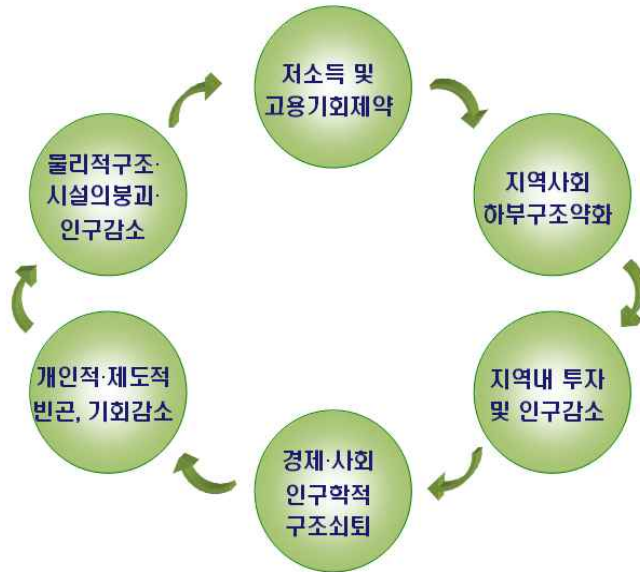 저소득 및
고용기회제약
지역사회
하부구조약화
지역내 투자
및 인구감소
경제·사회
인구학적
구조쇠퇴
개인적·제도적
빈곤, 기회감소
물리적구조·
시설의붕괴·
인구감소